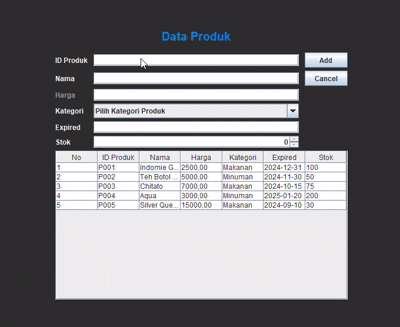 Data Produk
ID Produk Add
Nama Cancel
Harga
Kategori Pilih Kategori Produk
Expired
Stok 0
No ID Produk Nama Harga Kategori Expired Stok
1 P001 Indomie G... 2500,00 Makanan 2024-12-31 100
2 P002 Teh Botol ... 5000,00 Minuman 2024-11-30 50
3 P003 Chitato 7000,00 Makanan 2024-10-15 75
4 P004 Aqua 3000,00 Minuman 2025-01-20 200
5 P005 Silver Que... 15000,00 Makanan 2024-09-10 30